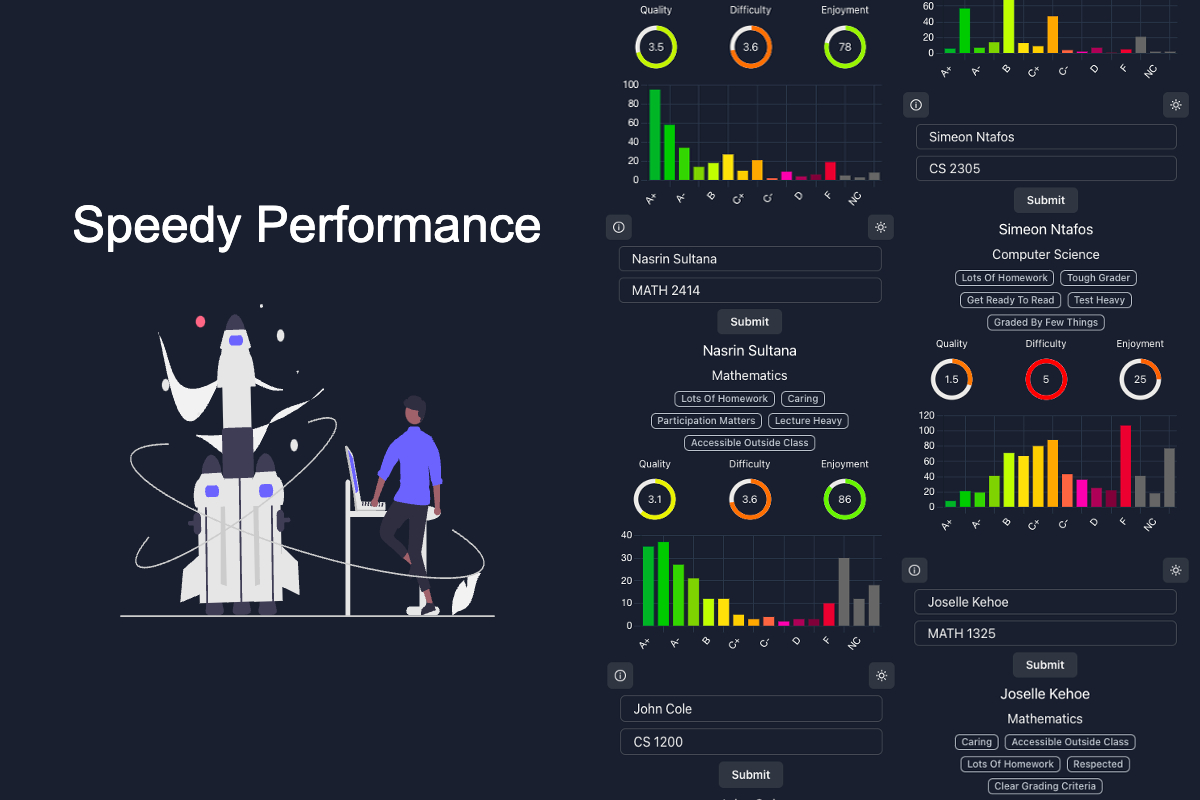 Speedy Performance
Quality Difficulty Enjoyment
3.5 3.6 78
100
80
60
40
20
0
A+ A- B C+ C- D F NC
Nasrin Sultana
MATH 2414
Submit
Nasrin Sultana
Mathematics
Lots Of Homework Caring
Participation Matters Lecture Heavy
Accessible Outside Class
Quality Difficulty Enjoyment
3.1 3.6 86
40
30
20
10
0
A+ A- B C+ C- D F NC
John Cole
CS 1200
Submit
60
40
20
0
A+ A- B C+ C- D F NC
Simeon Ntafos
CS 2305
Submit
Simeon Ntafos
Computer Science
Lots Of Homework Tough Grader
Get Ready To Read Test Heavy
Graded By Few Things
Quality Difficulty Enjoyment
1.5 5 25
120
100
80
60
40
20
0
A+ A- B C+ C- D F NC
Joselle Kehoe
MATH 1325
Submit
Joselle Kehoe
Mathematics
Caring Accessible Outside Class
Lots Of Homework Respected
Clear Grading Criteria